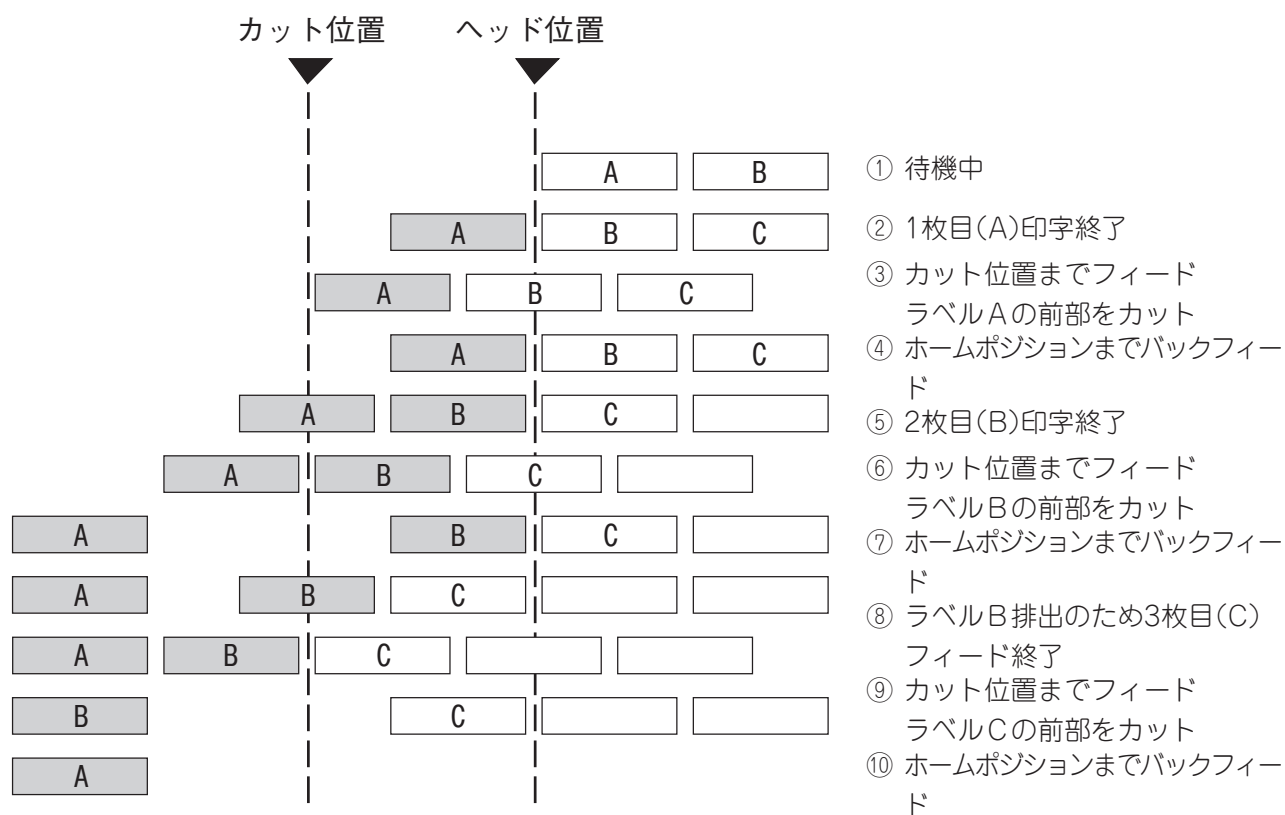 カット位置 ヘッド位置
A B
① 待機中
A B C
② 1枚目(A)印字終了
A B C
③ カット位置までフィード
ラベルAの前部をカット
A B C
④ ホームポジションまでバックフィー
ド
A B C
⑤ 2枚目(B)印字終了
A B C
⑥ カット位置までフィード
ラベルBの前部をカット
A B C
⑦ ホームポジションまでバックフィー
ド
A B C
⑧ ラベルB排出のため3枚目(C)
フィード終了
A B C
⑨ カット位置までフィード
ラベルCの前部をカット
B C
⑩ ホームポジションまでバックフィー
ド
A